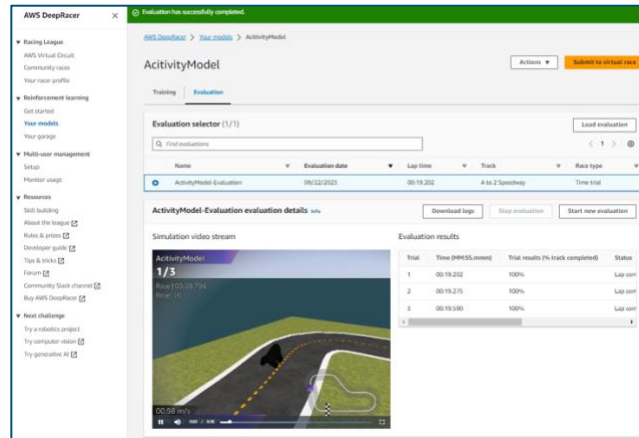 AWS DeepRacer
Racing League
AWS Virtual Circuit
Community races
Your racer profile
Reinforcement learning
Get started
Your models
Your garage
Multi-user management
Setup
Monitor usage
Resources
Skill building
About the league
Rules & prizes
Developer guide
Tips & tricks
Forum
Community Slack channel
Buy AWS DeepRacer
Next challenge
Try a robotics project
Try computer vision
Try generative AI
Evaluation has successfully completed.
AWS DeepRacer > Your models > AcitivityModel
AcitivityModel
Actions
Submit to virtual race
Training
Evaluation
Evaluation selector (1/1)
Load evaluation
Find evaluations
1
Name Evaluation date Lap time Track Race type
ActivityModel-Evaluation 09/22/2023 00:19.202 A to Z Speedway Time trial
ActivityModel-Evaluation evaluation details Info
Download logs
Stop evaluation
Start new evaluation
Simulation video stream
AcitivityModel
1/3
00.98 m/s
Evaluation results
Trial Time (MM:SS.mmm) Trial results (% track completed) Status
1 00:19.202 100% Lap com
2 00:19.275 100% Lap com
3 00:19.590 100% Lap com